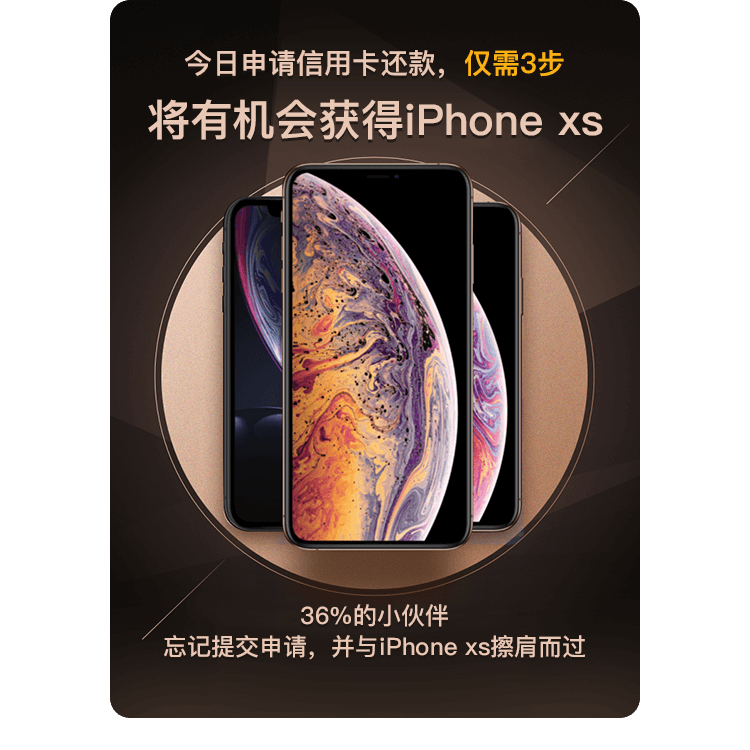 今日申请信用卡还款，仅需3步
将有机会获得iPhone xs
36%的小伙伴
忘记提交申请，并与iPhone xs擦肩而过